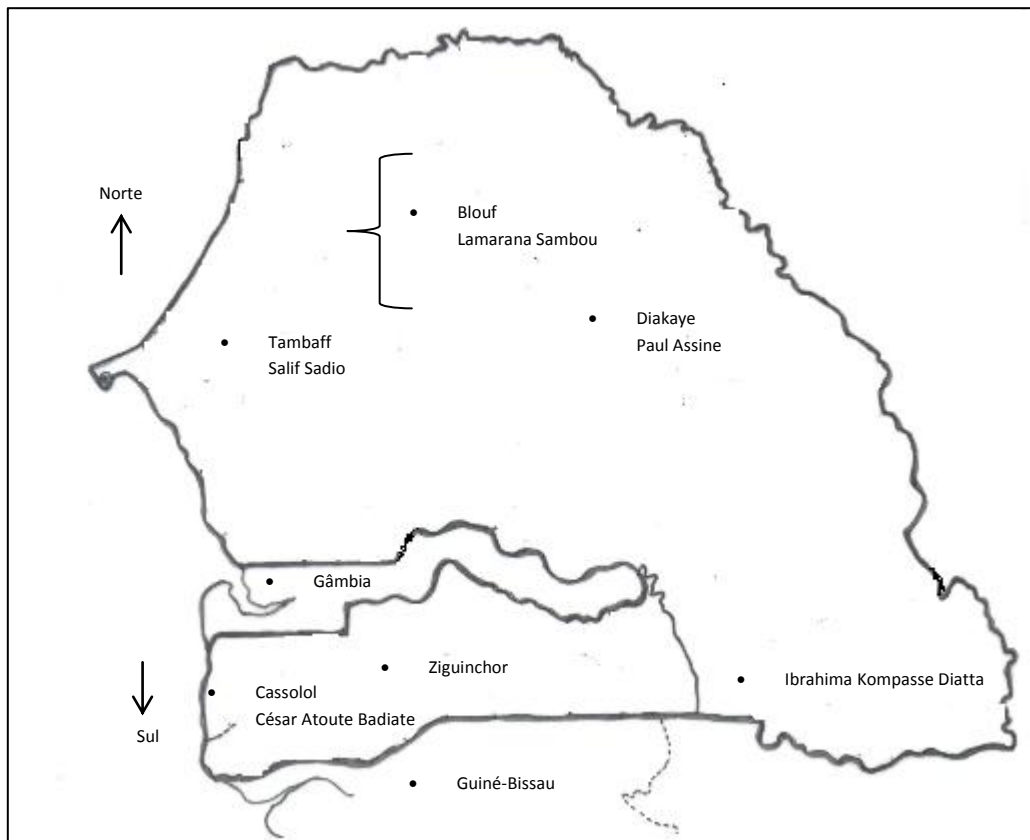 Norte
Blouf
Lamarana Sambou
Diakaye
Paul Assine
Tambaff
Salif Sadio
Gâmbia
Ziguinchor
Ibrahima Kompasse Diatta
Cassolol
César Atoute Badiate
Sul
Guiné-Bissau